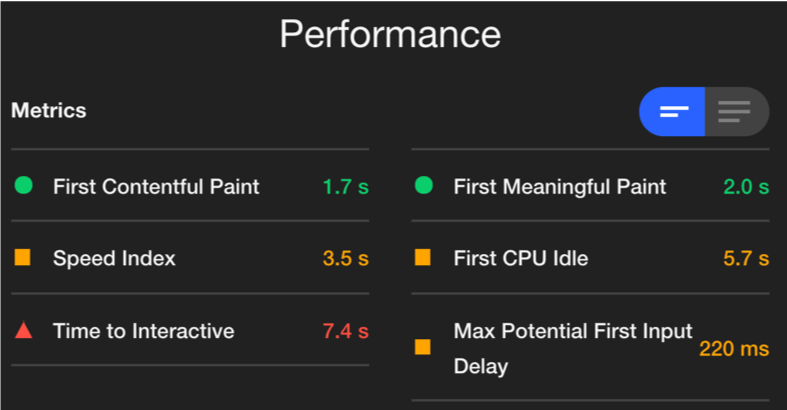 Performance
Metrics
First Contentful Paint 1.7 s
First Meaningful Paint 2.0 s
Speed Index 3.5 s
First CPU Idle 5.7 s
Time to Interactive 7.4 s
Max Potential First Input
Delay 220 ms